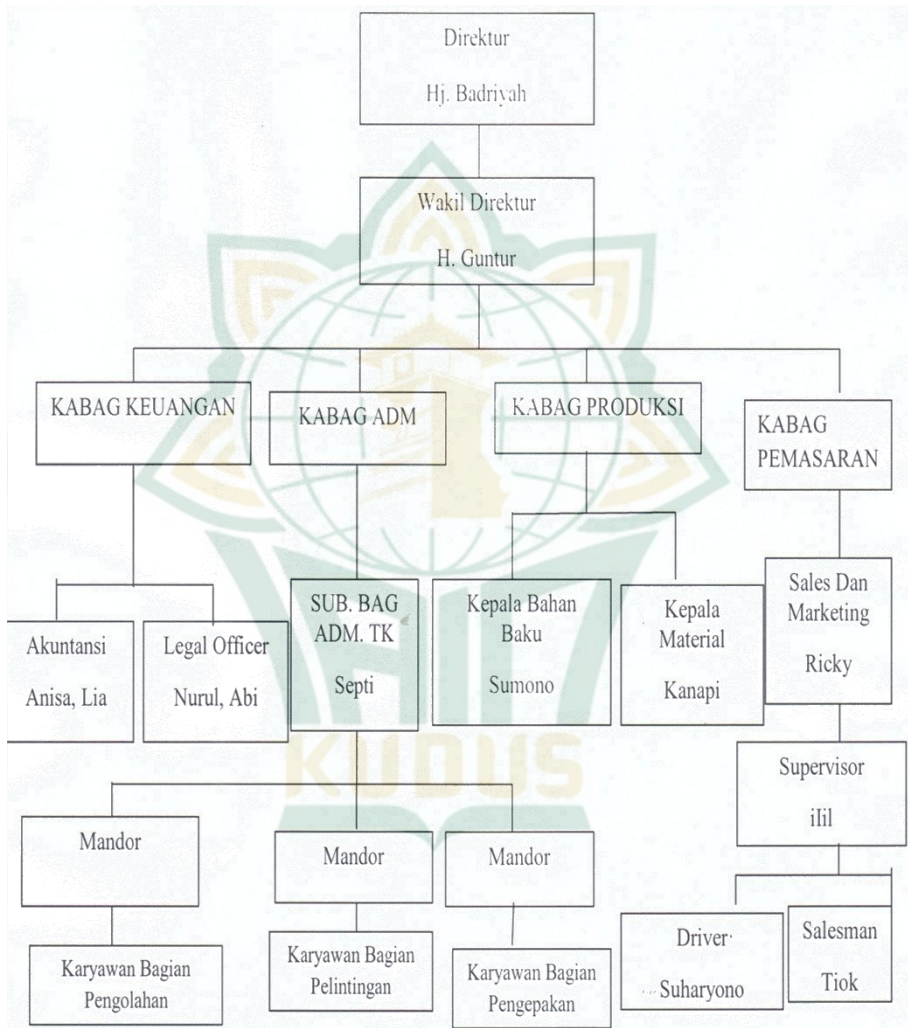 Direktur
Hj. Badriyah
Wakil Direktur
H. Guntur
KABAG KEUANGAN
KABAG ADM
KABAG PRODUKSI
KABAG
PEMASARAN
Akuntansi
Anisa, Lia
Legal Officer
Nurul, Abi
SUB. BAG
ADM. TK
Septi
Kepala Bahan
Baku
Sumono
Kepala
Material
Kanapi
Sales Dan
Marketing
Ricky
Supervisor
iIil
Mandor
Mandor
Mandor
Karyawan Bagian
Pengolahan
Karyawan Bagian
Pelintingan
Karyawan Bagian
Pengepakan
Driver
Suharyono
Salesman
Tiok
KUDUS